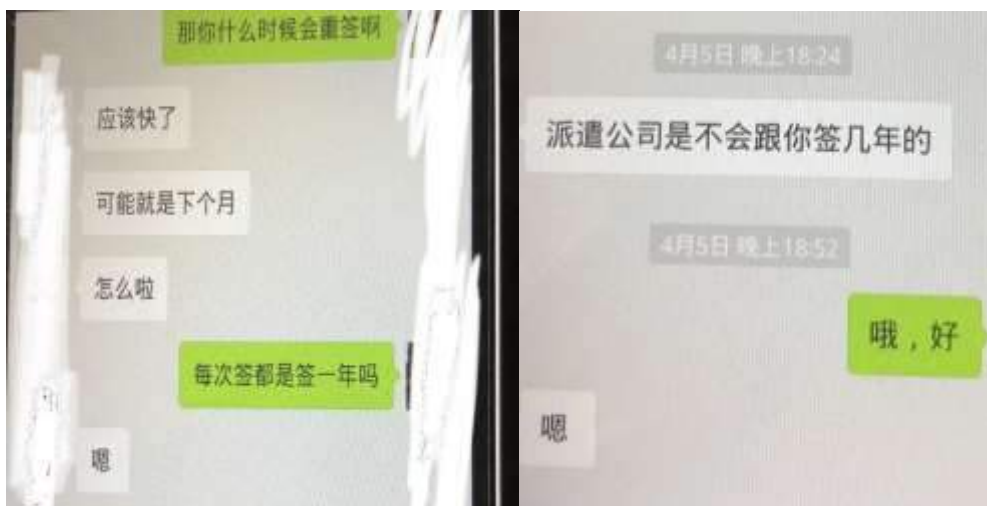 那你什么时候会重签啊
应该快了
可能就是下个月
怎么啦
每次签都是签一年吗
嗯
4月5日 晚上18:24
派遣公司是不会跟你签几年的
4月5日 晚上18:52
哦，好
嗯